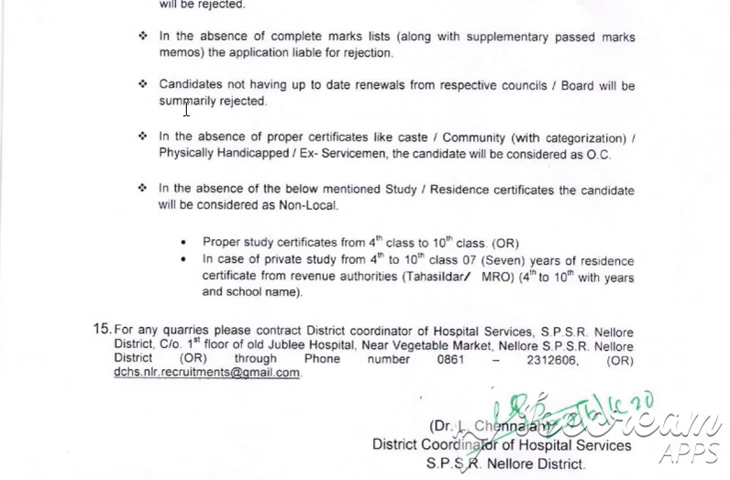 will be rejected.
❖ In the absence of complete marks lists (along with supplementary passed marks
memos) the application liable for rejection.
❖ Candidates not having up to date renewals from respective councils / Board will be
summarily rejected.
❖ In the absence of proper certificates like caste / Community (with categorization) /
Physically Handicapped / Ex- Servicemen, the candidate will be considered as O.C.
❖ In the absence of the below mentioned Study / Residence certificates the candidate
will be considered as Non-Local.
• Proper study certificates from 4th class to 10th class. (OR)
• In case of private study from 4th to 10th class 07 (Seven) years of residence
certificate from revenue authorities (Tahasildar/ MRO) (4th to 10th with years
and school name).
15. For any quarries please contract District coordinator of Hospital Services, S.P.S.R. Nellore
District, C/o. 1st floor of old Jublee Hospital, Near Vegetable Market, Nellore S.P.S.R. Nellore
District (OR) through Phone number 0861 – 2312606, (OR)
dchs.nlr.recruitments@gmail.com.
(Dr. L. Chennaiah)
District Coordinator of Hospital Services
S.P.S.R. Nellore District.
Icecream
APPS